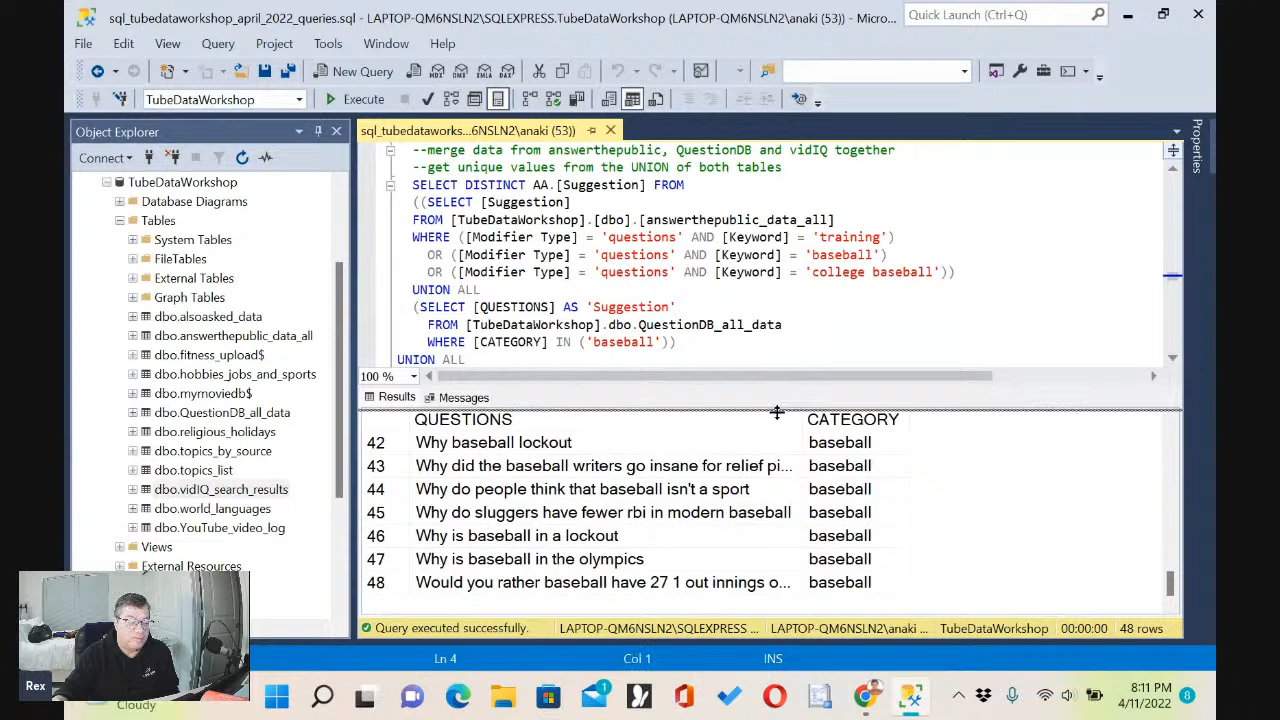 sql_tubedataworkshop_april_2022_queries.sql - LAPTOP-QM6NSLN2\SQLEXPRESS.TubeDataWorkshop (LAPTOP-QM6NSLN2\anaki (53)) - Micro...
Quick Launch (Ctrl+Q)
File Edit View Query Project Tools Window Help
New Query
MDX DMX XMLA DAX
TubeDataWorkshop
Execute
Object Explorer
sql_tubedataworks...6NSLN2\anaki (53))
Properties
Connect
TubeDataWorkshop
Database Diagrams
Tables
System Tables
FileTables
External Tables
Graph Tables
dbo.alsoasked_data
dbo.answerthepublic_data_all
dbo.fitness_upload$
dbo.hobbies_jobs_and_sports
dbo.mymoviedb$
dbo.QuestionDB_all_data
dbo.religious_holidays
dbo.topics_by_source
dbo.topics_list
dbo.vidIQ_search_results
dbo.world_languages
dbo.YouTube_video_log
Views
External Resources
--merge data from answerthepublic, QuestionDB and vidIQ together
--get unique values from the UNION of both tables
SELECT DISTINCT AA.[Suggestion] FROM
((SELECT [Suggestion]
FROM [TubeDataWorkshop].[dbo].[answerthepublic_data_all]
WHERE ([Modifier Type] = 'questions' AND [Keyword] = 'training')
OR ([Modifier Type] = 'questions' AND [Keyword] = 'baseball')
OR ([Modifier Type] = 'questions' AND [Keyword] = 'college baseball'))
UNION ALL
(SELECT [QUESTIONS] AS 'Suggestion'
FROM [TubeDataWorkshop].dbo.QuestionDB_all_data
WHERE [CATEGORY] IN ('baseball'))
UNION ALL
100 %
Results Messages
QUESTIONS CATEGORY
42 Why baseball lockout baseball
43 Why did the baseball writers go insane for relief pi... baseball
44 Why do people think that baseball isn't a sport baseball
45 Why do sluggers have fewer rbi in modern baseball baseball
46 Why is baseball in a lockout baseball
47 Why is baseball in the olympics baseball
48 Would you rather baseball have 27 1 out innings o... baseball
Query executed successfully. LAPTOP-QM6NSLN2\SQLEXPRESS ... LAPTOP-QM6NSLN2\anaki ... TubeDataWorkshop 00:00:00 48 rows
Ln 4 Col 1 INS
Rex
Cloudy
1
8:11 PM
4/11/2022
8